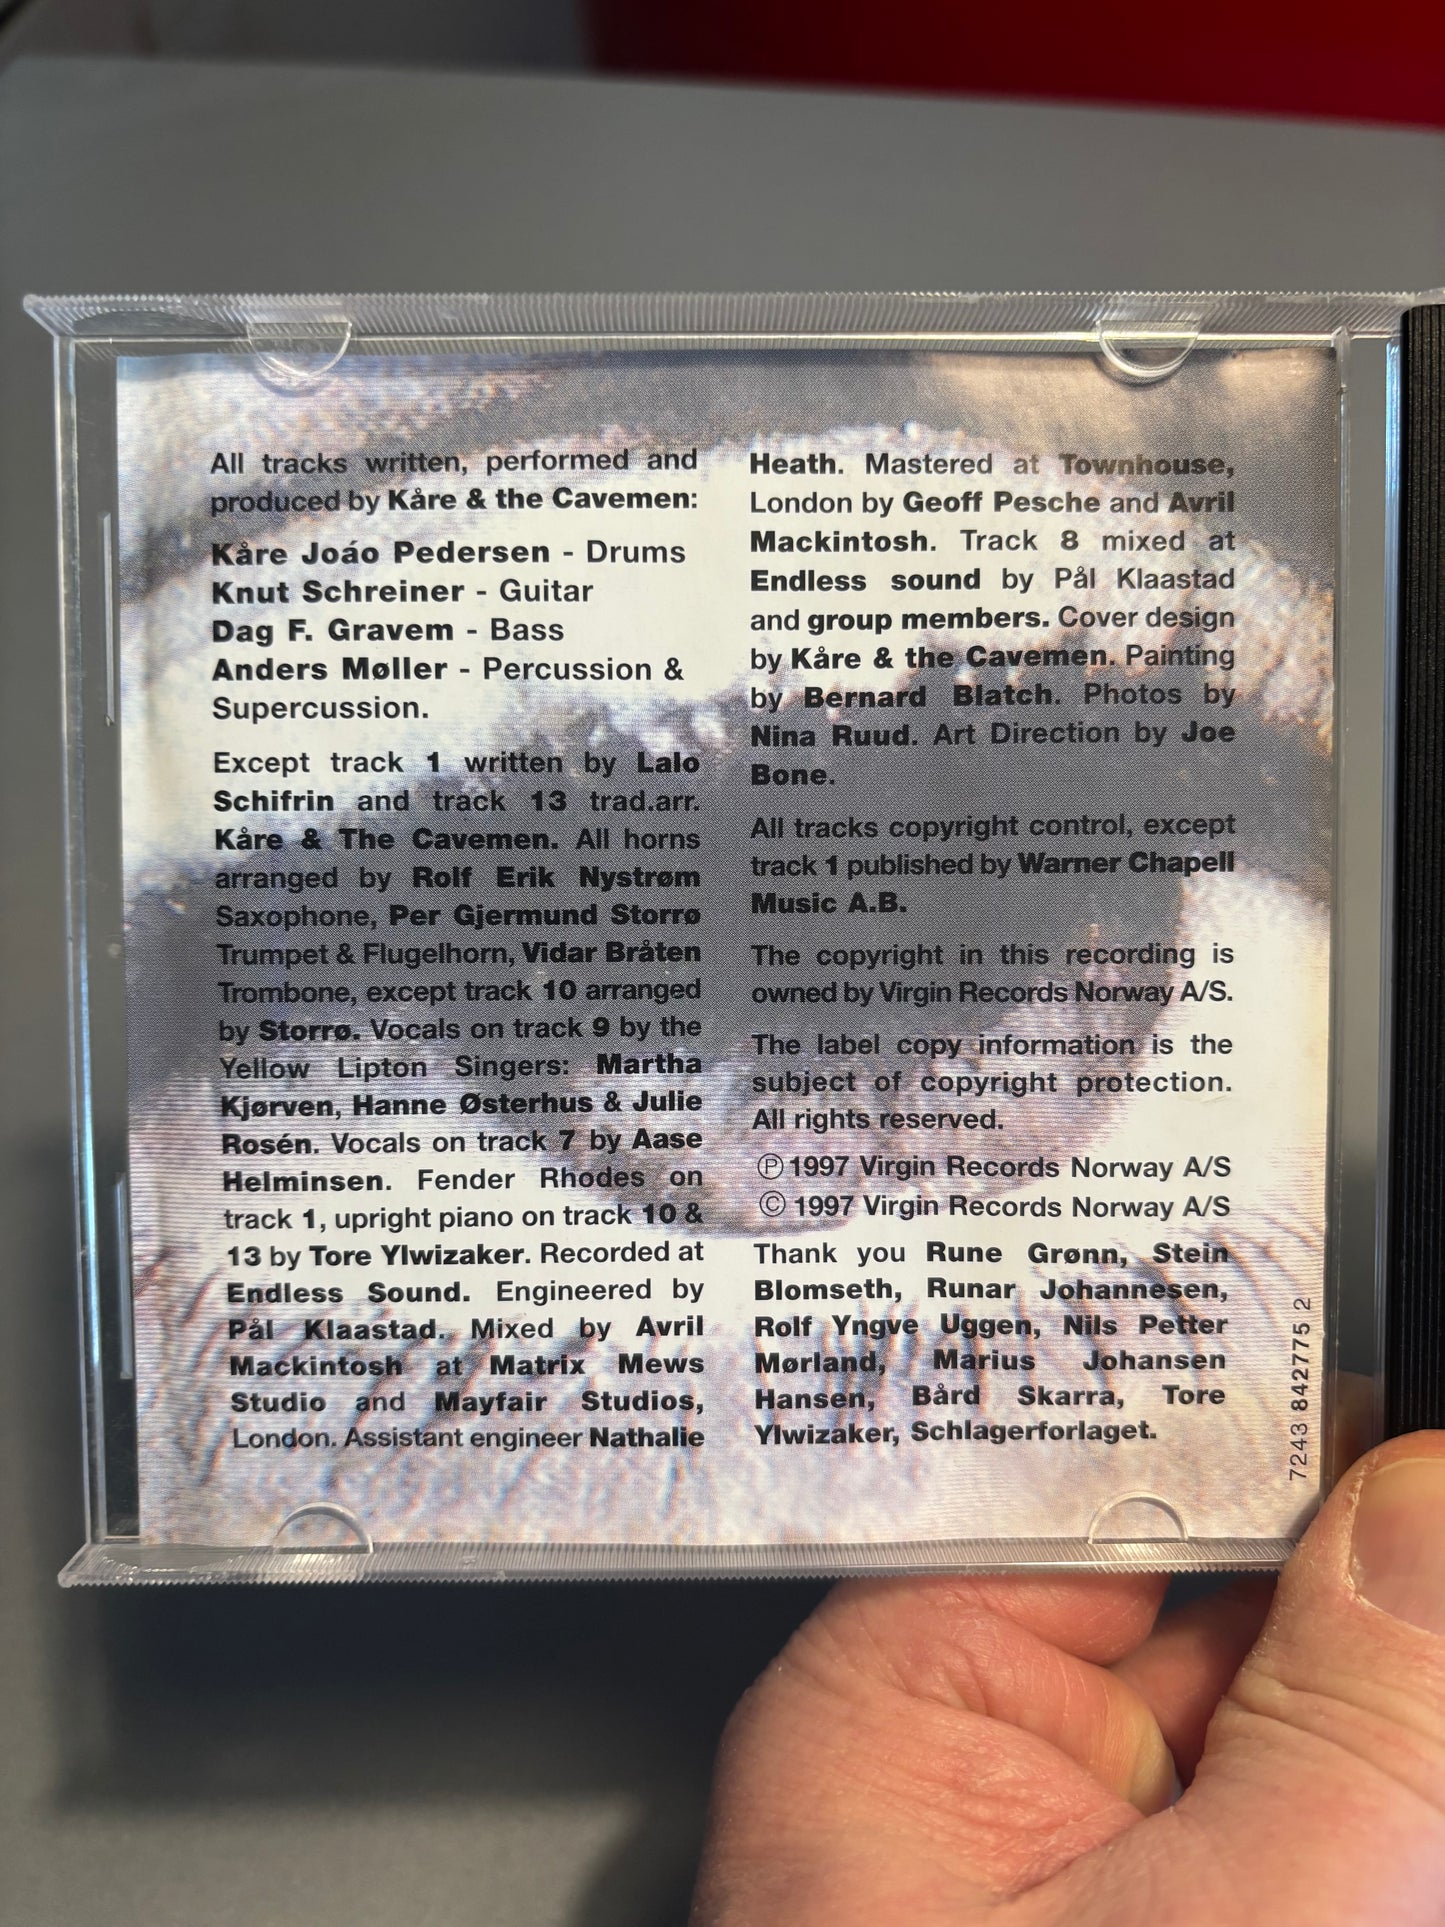 All tracks written, performed and
produced by Kåre & the Cavemen:
Kåre Joáo Pedersen - Drums
Knut Schreiner - Guitar
Dag F. Gravem - Bass
Anders Møller - Percussion &
Supercussion.
Except track 1 written by Lalo
Schifrin and track 13 trad.arr.
Kåre & The Cavemen. All horns
arranged by Rolf Erik Nystrøm
Saxophone, Per Gjermund Storrø
Trumpet & Flugelhorn, Vidar Bråten
Trombone, except track 10 arranged
by Storrø. Vocals on track 9 by the
Yellow Lipton Singers: Martha
Kjørven, Hanne Østerhus & Julie
Rosén. Vocals on track 7 by Aase
Helminsen. Fender Rhodes on
track 1, upright piano on track 10 &
13 by Tore Ylwizaker. Recorded at
Endless Sound. Engineered by
Pål Klaastad. Mixed by Avril
Mackintosh at Matrix Mews
Studio and Mayfair Studios,
London. Assistant engineer Nathalie
Heath. Mastered at Townhouse,
London by Geoff Pesche and Avril
Mackintosh. Track 8 mixed at
Endless sound by Pål Klaastad
and group members. Cover design
by Kåre & the Cavemen. Painting
by Bernard Blatch. Photos by
Nina Ruud. Art Direction by Joe
Bone.
All tracks copyright control, except
track 1 published by Warner Chapell
Music A.B.
The copyright in this recording is
owned by Virgin Records Norway A/S.
The label copy information is the
subject of copyright protection.
All rights reserved.
℗1997 Virgin Records Norway A/S
© 1997 Virgin Records Norway A/S
Thank you Rune Grønn, Stein
Blomseth, Runar Johannesen,
Rolf Yngve Uggen, Nils Petter
Mørland, Marius Johansen
Hansen, Bård Skarra, Tore
Ylwizaker, Schlagerforlaget.
7243 842775 2